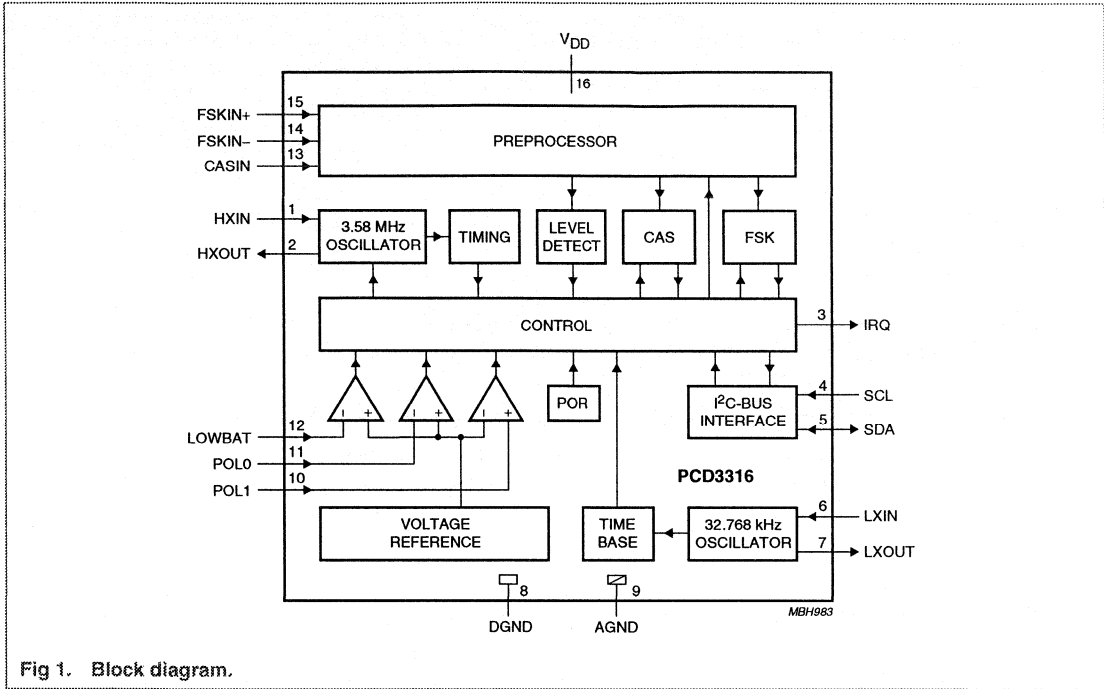 VDD
16
FSKIN+ 15
FSKIN− 14
CASIN 13
PREPROCESSOR
HXIN 1
HXOUT 2
3.58 MHz
OSCILLATOR
TIMING
LEVEL
DETECT
CAS
FSK
CONTROL
3 IRQ
− +
− +
− +
POR
I2C-BUS
INTERFACE
4 SCL
5 SDA
LOWBAT 12
POL0 11
POL1 10
PCD3316
VOLTAGE
REFERENCE
TIME
BASE
32.768 kHz
OSCILLATOR
6 LXIN
7 LXOUT
8
DGND
9
AGND
MBH983
Fig 1. Block diagram.